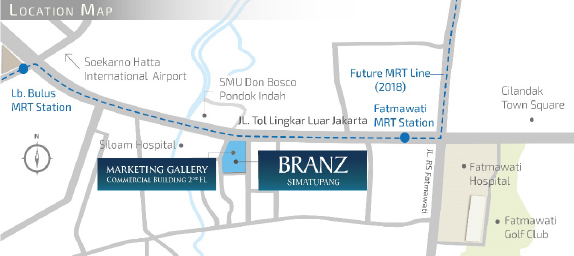 LOCATION MAP
Soekarno Hatta
International Airport
Lb. Bulus
MRT Station
SMU Don Bosco
Pondok Indah
Future MRT Line
(2018)
Fatmawati
MRT Station
Cilandak
Town Square
JL. Tol Lingkar Luar Jakarta
N
Siloam Hospital
MARKETING GALLERY
COMMERCIAL BUILDING 2ND FL.
BRANZ
SIMATUPANG
JL. RS Fatmawati
Fatmawati
Hospital
Fatmawati
Golf Club